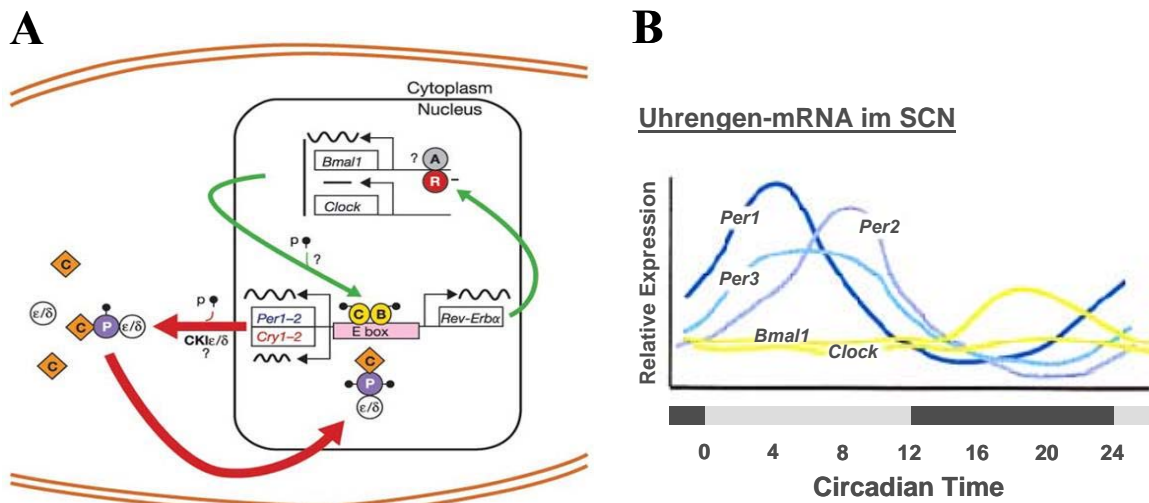 A
Cytoplasm
Nucleus
Bmal1
?
A
R
-
Clock
p
?
C
C
B
ε/δ
C
P
ε/δ
p
Per1-2
Cry1-2
E box
Rev-Erbα
CKIε/δ
?
C
C
P
ε/δ
B
Uhrengen-mRNA im SCN
Relative Expression
Per1
Per2
Per3
Bmal1
Clock
0 4 8 12 16 20 24
Circadian Time